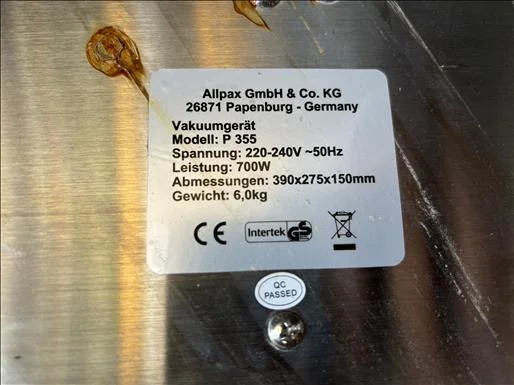 Allpax GmbH & Co. KG
26871 Papenburg - Germany
Vakuumgerät
Modell: P 355
Spannung: 220-240V ~50Hz
Leistung: 700W
Abmessungen: 390x275x150mm
Gewicht: 6,0kg
CE Intertek GS
QC
PASSED